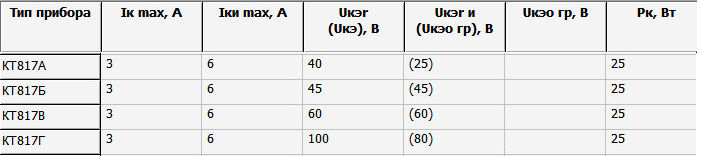 Тип прибора Iк max, А Iки max, А Uкэr (Uкэ), В Uкэr и (Uкэо гр), В Uкэо гр, В Pк, Вт
КТ817А 3 6 40 (25) 25
КТ817Б 3 6 45 (45) 25
КТ817В 3 6 60 (60) 25
КТ817Г 3 6 100 (80) 25